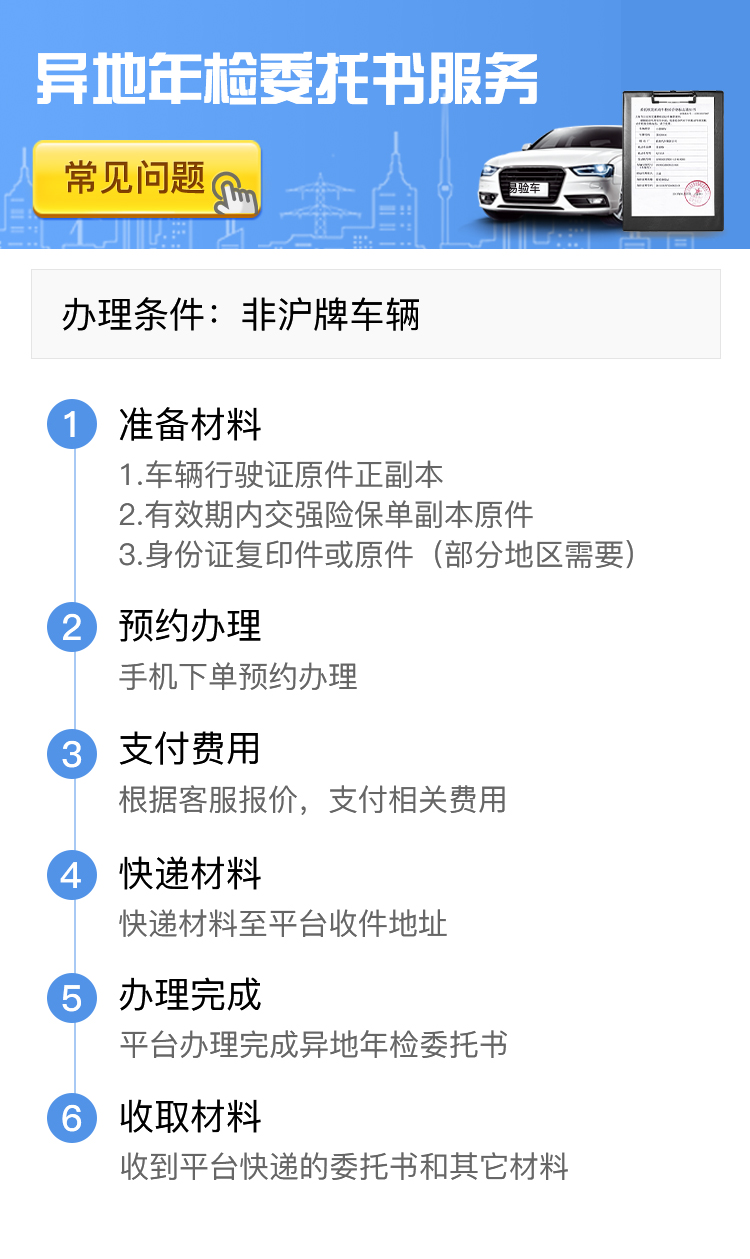 异地年检委托书服务
常见问题
易验车
办理条件：非沪牌车辆
1
准备材料
1.车辆行驶证原件正副本
2.有效期内交强险保单副本原件
3.身份证复印件或原件（部分地区需要）
2
预约办理
手机下单预约办理
3
支付费用
根据客服报价，支付相关费用
4
快递材料
快递材料至平台收件地址
5
办理完成
平台办理完成异地年检委托书
6
收取材料
收到平台快递的委托书和其它材料